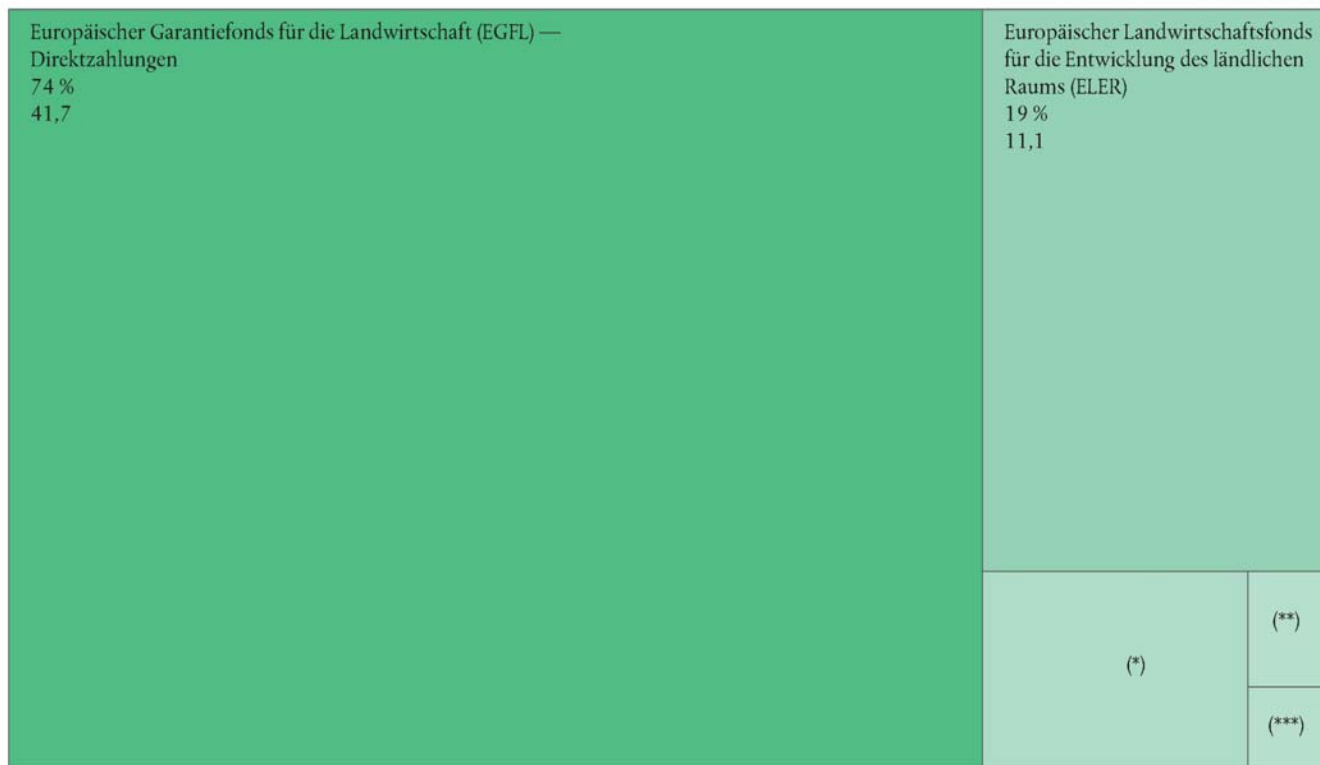 Europäischer Garantiefonds für die Landwirtschaft (EGFL) —
Direktzahlungen
74 %
41,7
Europäischer Landwirtschaftsfonds
für die Entwicklung des ländlichen
Raums (ELER)
19 %
11,1
(*)
(**)
(***)